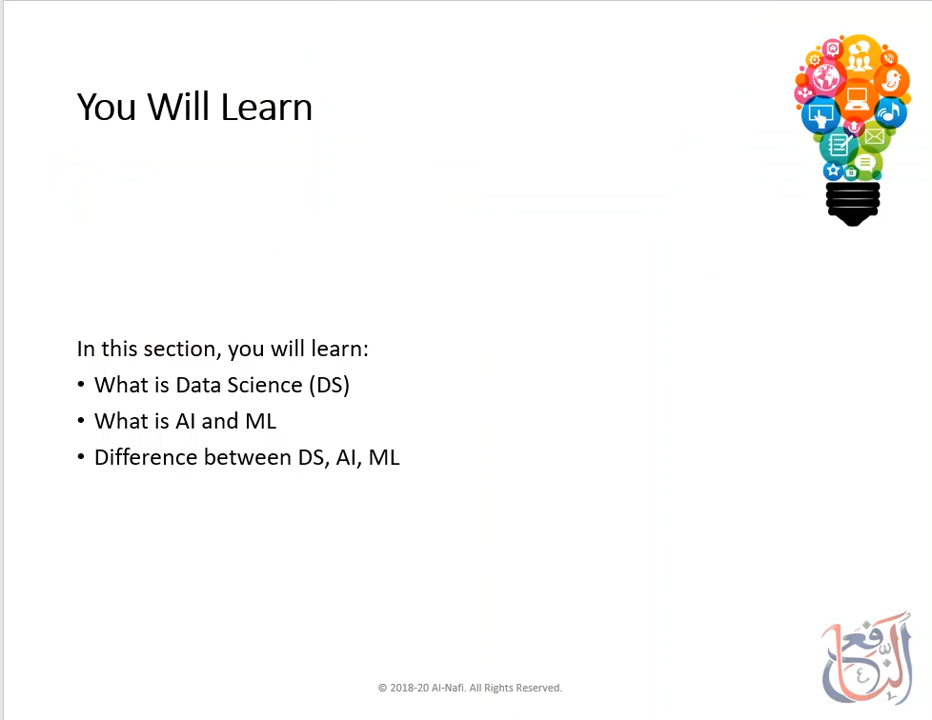 You Will Learn
In this section, you will learn:
• What is Data Science (DS)
• What is AI and ML
• Difference between DS, AI, ML
© 2018-20 Al-Nafi. All Rights Reserved.
النافع